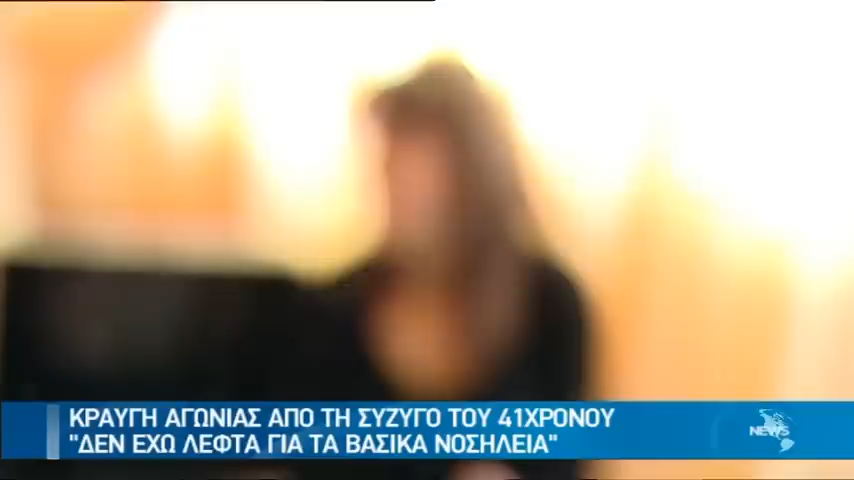 ΚΡΑΥΓΗ ΑΓΩΝΙΑΣ ΑΠΟ ΤΗ ΣΥΖΥΓΟ ΤΟΥ 41ΧΡΟΝΟΥ
"ΔΕΝ ΕΧΩ ΛΕΦΤΑ ΓΙΑ ΤΑ ΒΑΣΙΚΑ ΝΟΣΗΛΕΙΑ"
NEWS